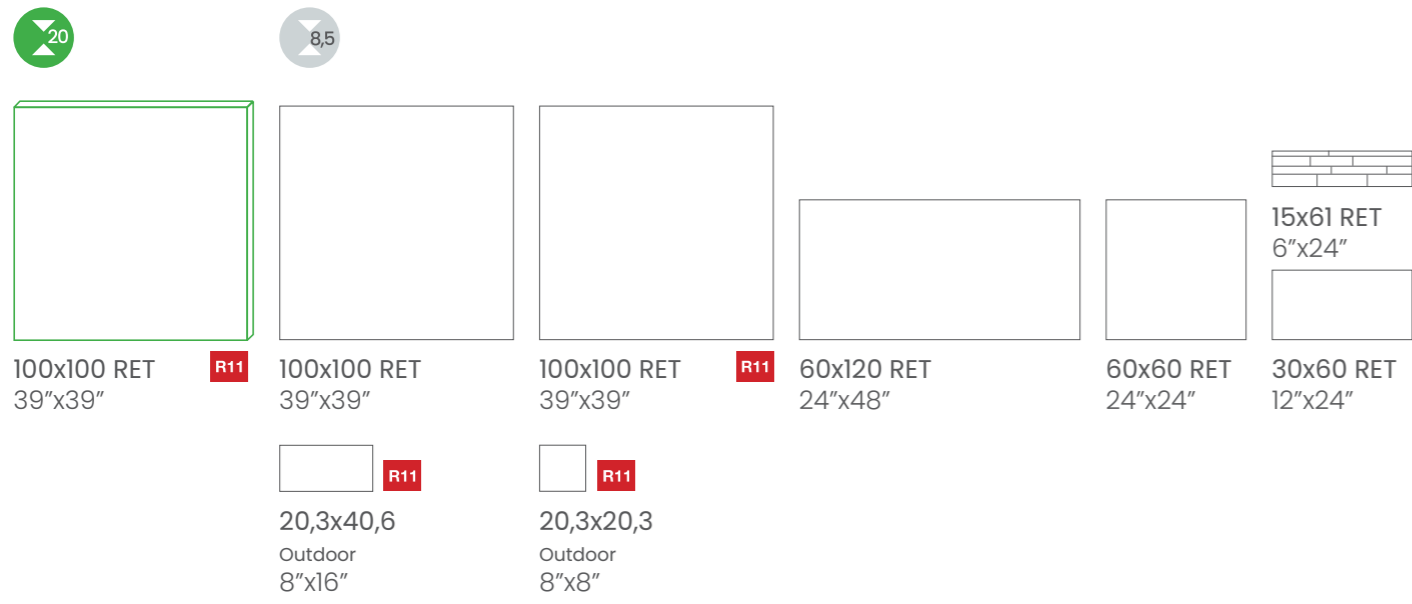 20
8,5
100x100 RET R11
39”x39”
100x100 RET
39”x39”
100x100 RET R11
39”x39”
60x120 RET
24”x48”
60x60 RET
24”x24”
15x61 RET
6”x24”
30x60 RET
12”x24”
R11
20,3x40,6
Outdoor
8”x16”
R11
20,3x20,3
Outdoor
8”x8”